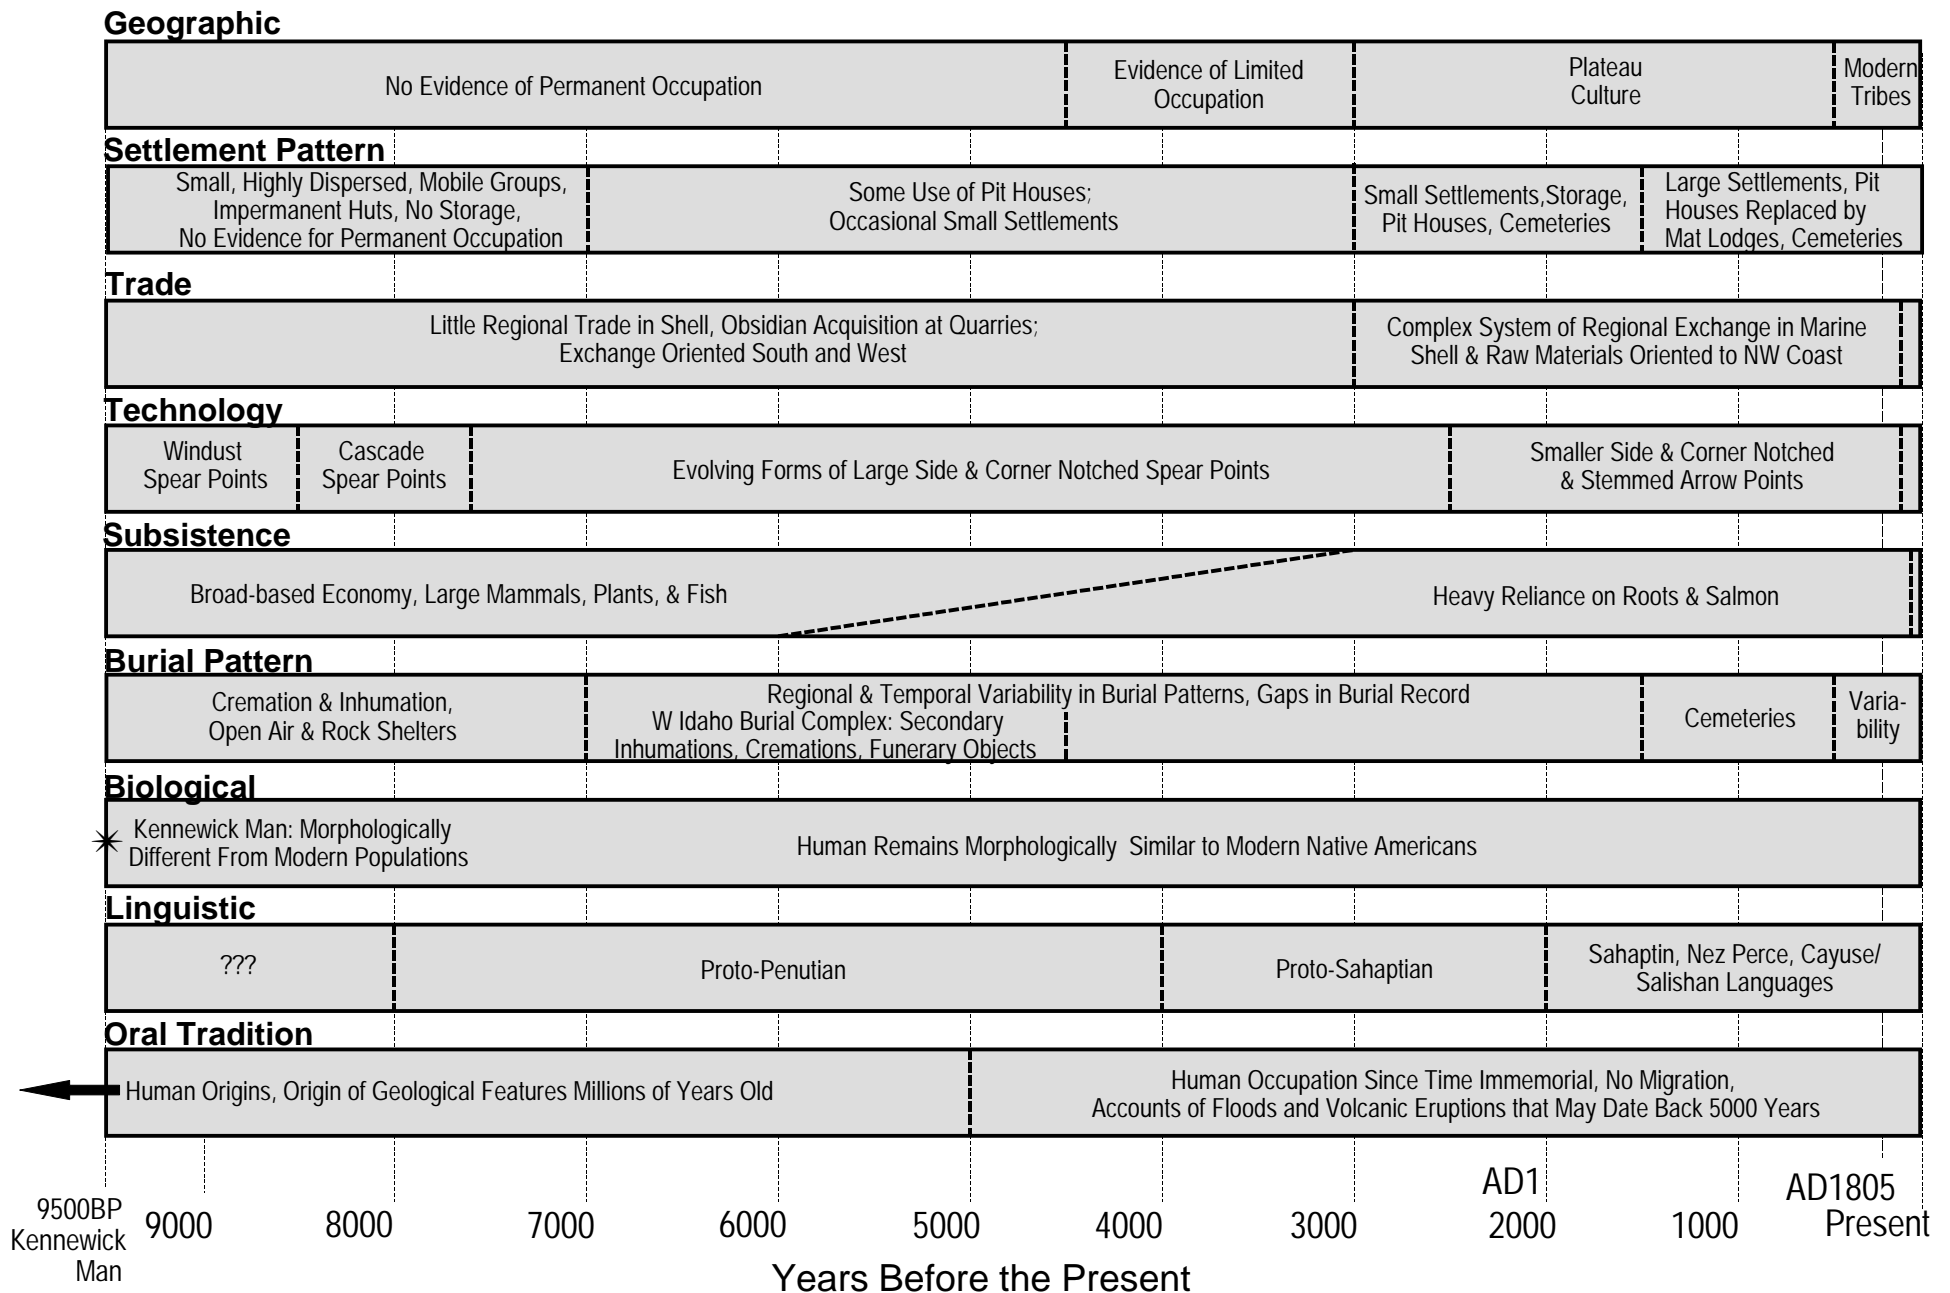 Geographic
No Evidence of Permanent Occupation
Evidence of Limited
Occupation
Plateau
Culture
Modern
Tribes
Settlement Pattern
Small, Highly Dispersed, Mobile Groups,
Impermanent Huts, No Storage,
No Evidence for Permanent Occupation
Some Use of Pit Houses;
Occasional Small Settlements
Small Settlements,Storage,
Pit Houses, Cemeteries
Large Settlements, Pit
Houses Replaced by
Mat Lodges, Cemeteries
Trade
Little Regional Trade in Shell, Obsidian Acquisition at Quarries;
Exchange Oriented South and West
Complex System of Regional Exchange in Marine
Shell & Raw Materials Oriented to NW Coast
Technology
Windust
Spear Points
Cascade
Spear Points
Evolving Forms of Large Side & Corner Notched Spear Points
Smaller Side & Corner Notched
& Stemmed Arrow Points
Subsistence
Broad-based Economy, Large Mammals, Plants, & Fish
Heavy Reliance on Roots & Salmon
Burial Pattern
Cremation & Inhumation,
Open Air & Rock Shelters
Regional & Temporal Variability in Burial Patterns, Gaps in Burial Record
W Idaho Burial Complex: Secondary
Inhumations, Cremations, Funerary Objects
Cemeteries
Varia-
bility
Biological
Kennewick Man: Morphologically
Different From Modern Populations
Human Remains Morphologically Similar to Modern Native Americans
Linguistic
???
Proto-Penutian
Proto-Sahaptian
Sahaptin, Nez Perce, Cayuse/
Salishan Languages
Oral Tradition
Human Origins, Origin of Geological Features Millions of Years Old
Human Occupation Since Time Immemorial, No Migration,
Accounts of Floods and Volcanic Eruptions that May Date Back 5000 Years
9500BP
Kennewick
Man
9000
8000
7000
6000
5000
4000
3000
AD1
2000
1000
AD1805
Present
Years Before the Present